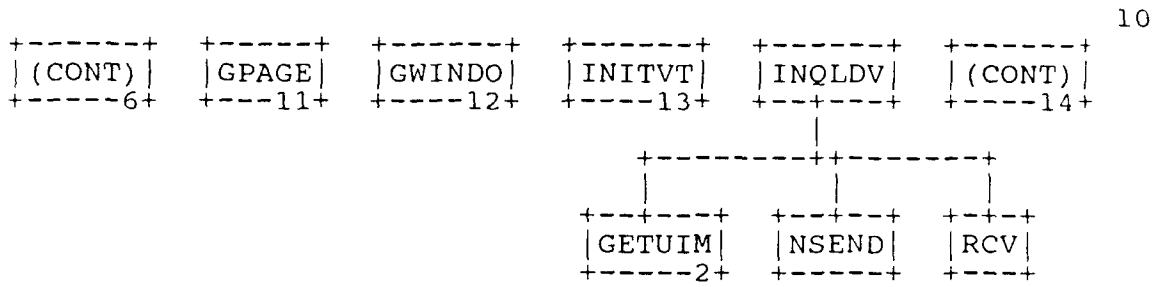 10
(CONT) GPAGE GWINDO INITVT INQLDV (CONT)
6 11 12 13 14
GETUIM NSEND RCV
2